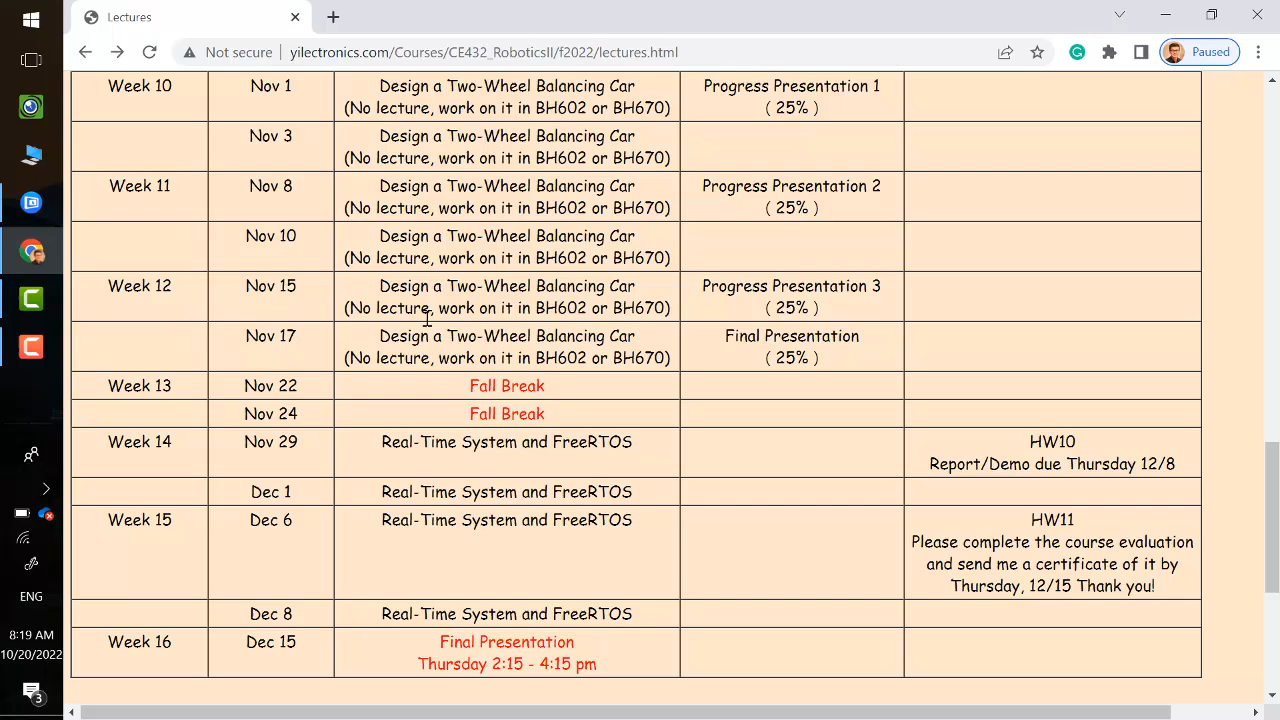 Lectures
Not secure
yilectronics.com/Courses/CE432_RoboticsII/f2022/lectures.html
Paused
Week 10
Nov 1
Design a Two-Wheel Balancing Car
(No lecture, work on it in BH602 or BH670)
Progress Presentation 1
( 25% )
Nov 3
Design a Two-Wheel Balancing Car
(No lecture, work on it in BH602 or BH670)
Week 11
Nov 8
Design a Two-Wheel Balancing Car
(No lecture, work on it in BH602 or BH670)
Progress Presentation 2
( 25% )
Nov 10
Design a Two-Wheel Balancing Car
(No lecture, work on it in BH602 or BH670)
Week 12
Nov 15
Design a Two-Wheel Balancing Car
(No lecture, work on it in BH602 or BH670)
Progress Presentation 3
( 25% )
Nov 17
Design a Two-Wheel Balancing Car
(No lecture, work on it in BH602 or BH670)
Final Presentation
( 25% )
Week 13
Nov 22
Fall Break
Nov 24
Fall Break
Week 14
Nov 29
Real-Time System and FreeRTOS
HW10
Report/Demo due Thursday 12/8
Dec 1
Real-Time System and FreeRTOS
Week 15
Dec 6
Real-Time System and FreeRTOS
HW11
Please complete the course evaluation
and send me a certificate of it by
Thursday, 12/15 Thank you!
Dec 8
Real-Time System and FreeRTOS
Week 16
Dec 15
Final Presentation
Thursday 2:15 - 4:15 pm
ENG
8:19 AM
10/20/2022
3